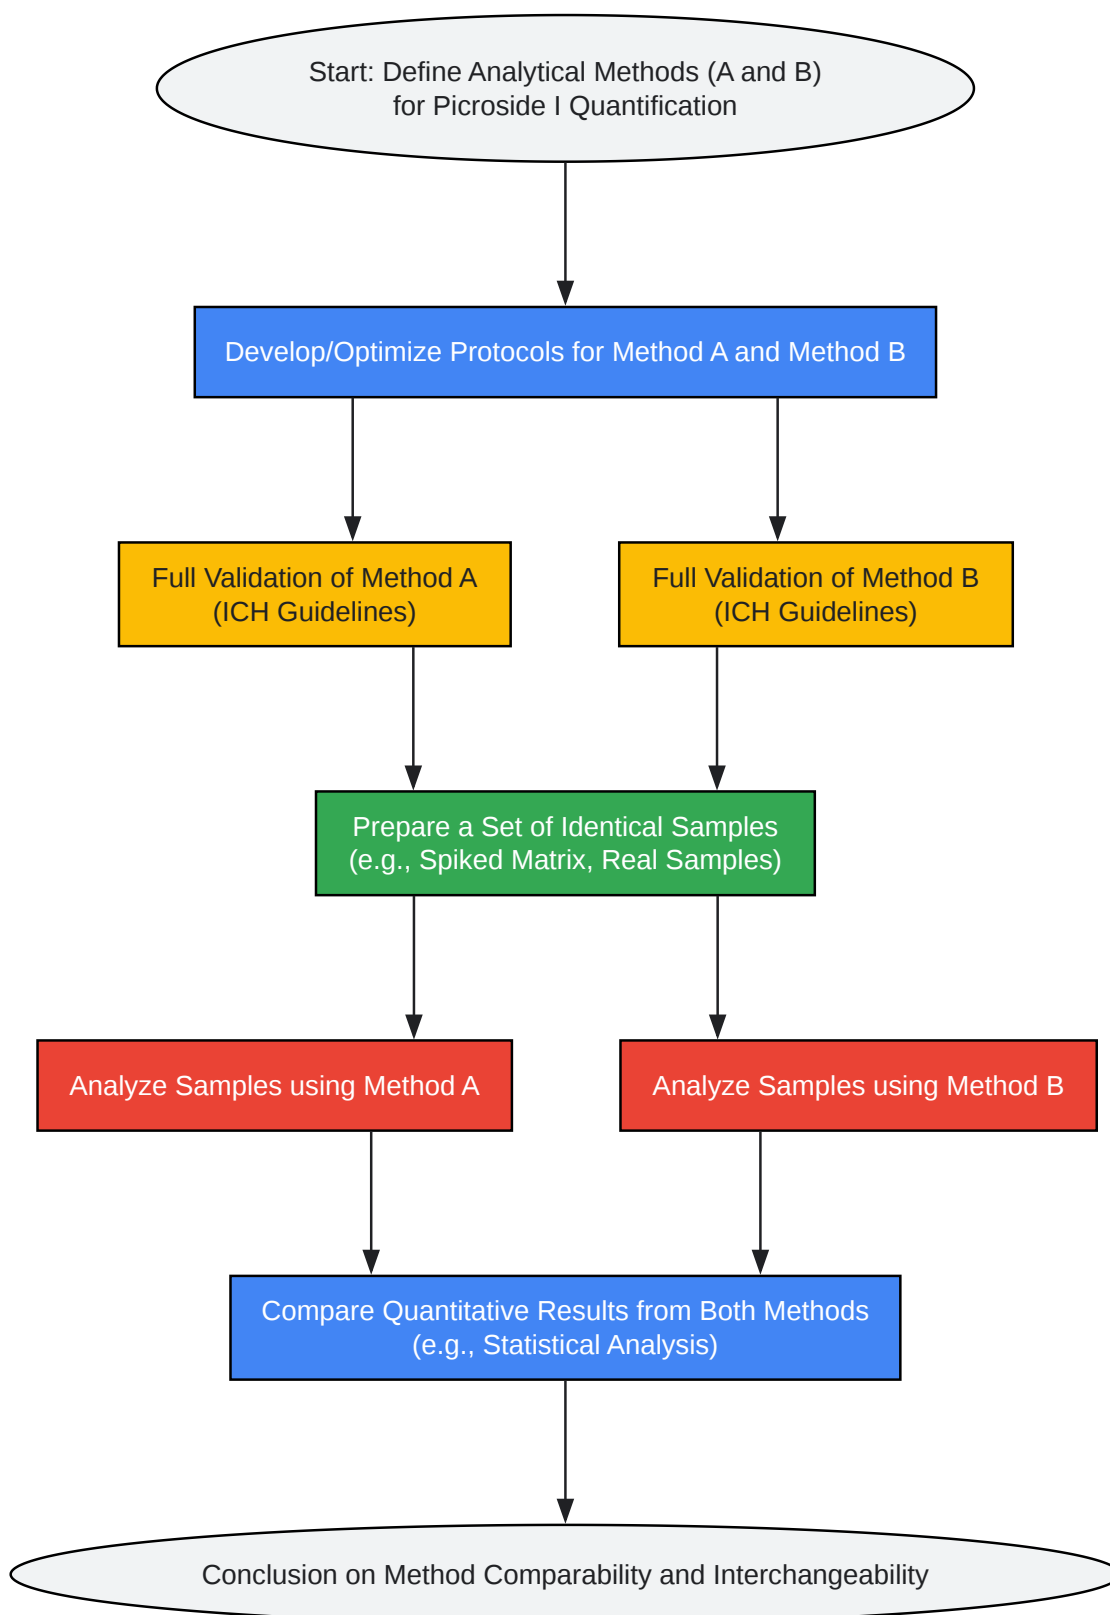 Start: Define Analytical Methods (A and B)
for Picroside I Quantification
Develop/Optimize Protocols for Method A and Method B
Full Validation of Method A
(ICH Guidelines)
Full Validation of Method B
(ICH Guidelines)
Prepare a Set of Identical Samples
(e.g., Spiked Matrix, Real Samples)
Analyze Samples using Method A
Analyze Samples using Method B
Compare Quantitative Results from Both Methods
(e.g., Statistical Analysis)
Conclusion on Method Comparability and Interchangeability